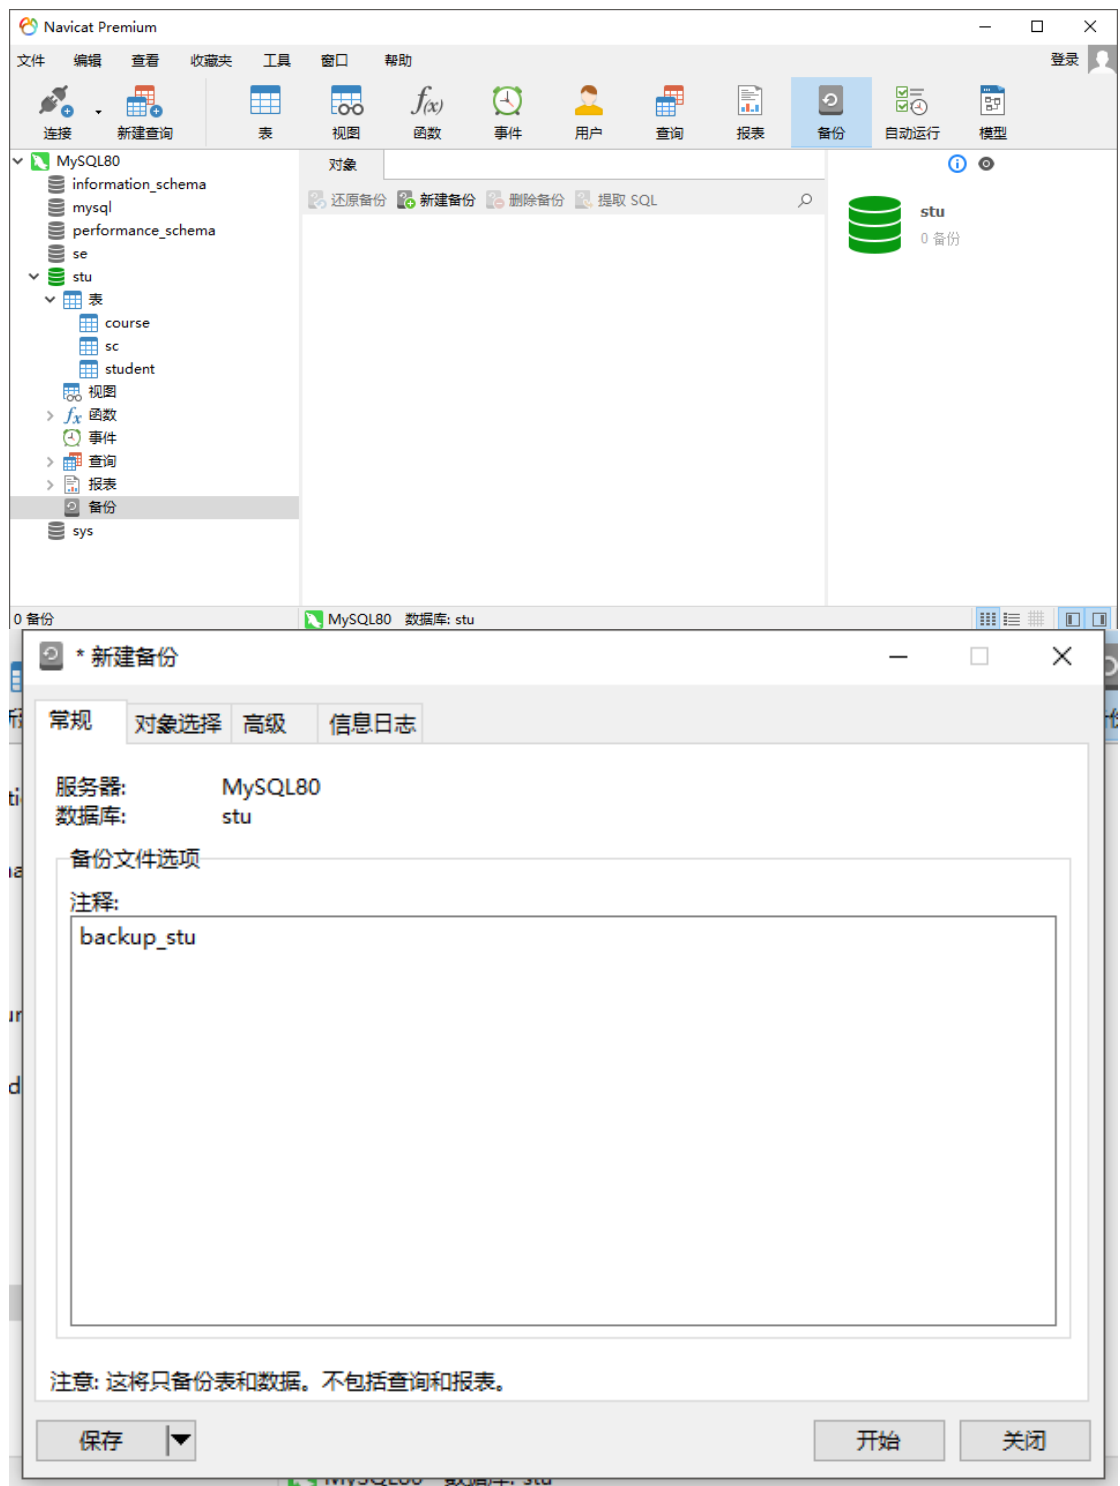 Navicat Premium
文件 编辑 查看 收藏夹 工具 窗口 帮助 登录
连接 新建查询 表 视图 函数 事件 用户 查询 报表 备份 自动运行 模型
MySQL80
information_schema
mysql
performance_schema
se
stu
表
course
sc
student
视图
函数
事件
查询
报表
备份
sys
对象
还原备份 新建备份 删除备份 提取 SQL
stu
0 备份
0 备份 MySQL80 数据库: stu
* 新建备份
常规 对象选择 高级 信息日志
服务器: MySQL80
数据库: stu
备份文件选项
注释:
backup_stu
注意: 这将只备份表和数据。不包括查询和报表。
保存 开始 关闭
MySQL80 数据库: stu